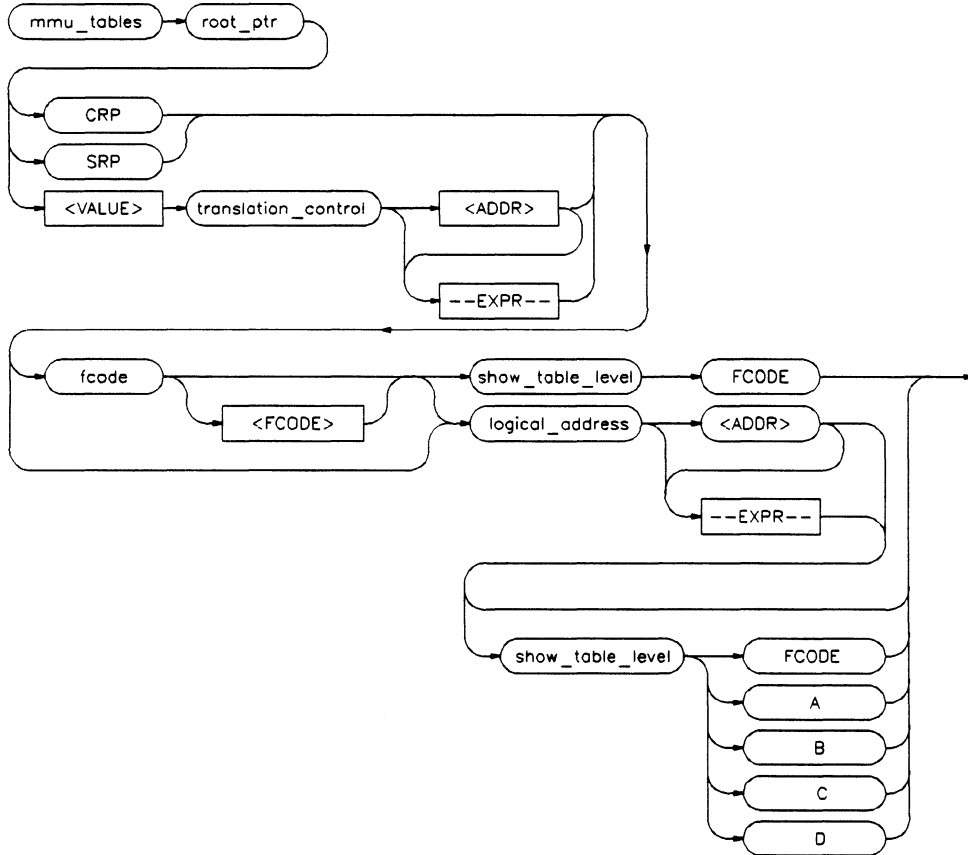 mmu_tables root_ptr
CRP
SRP
<VALUE> translation_control <ADDR>
--EXPR--
fcode show_table_level FCODE
<FCODE> logical_address <ADDR>
--EXPR--
show_table_level FCODE
A
B
C
D